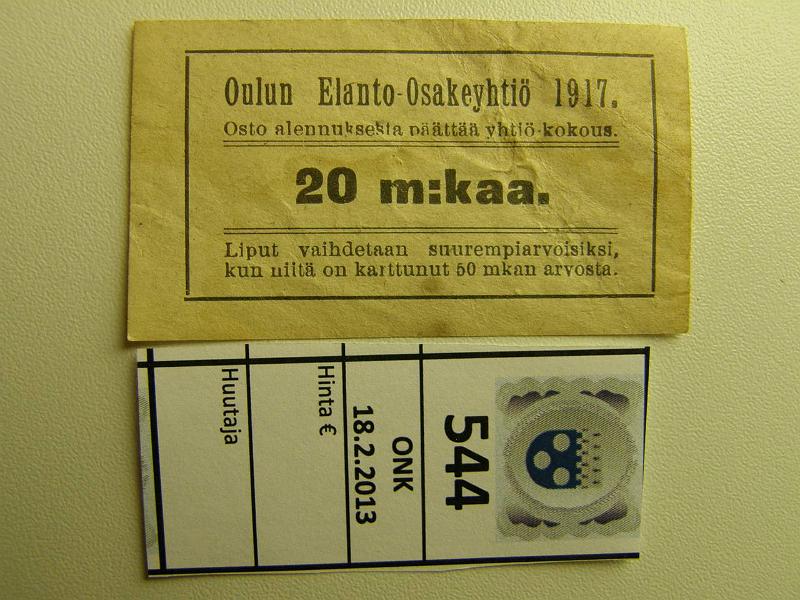 Oulun Elanto-Osakeyhtiö 1917.
Osto alennuksesta päättää yhtiö-kokous.
20 m:kaa.
Liput vaihdetaan suurempiarvoisiksi,
kun niitä on karttunut 50 mkan arvosta.
544
ONK
18.2.2013
Hinta €
Huutaja